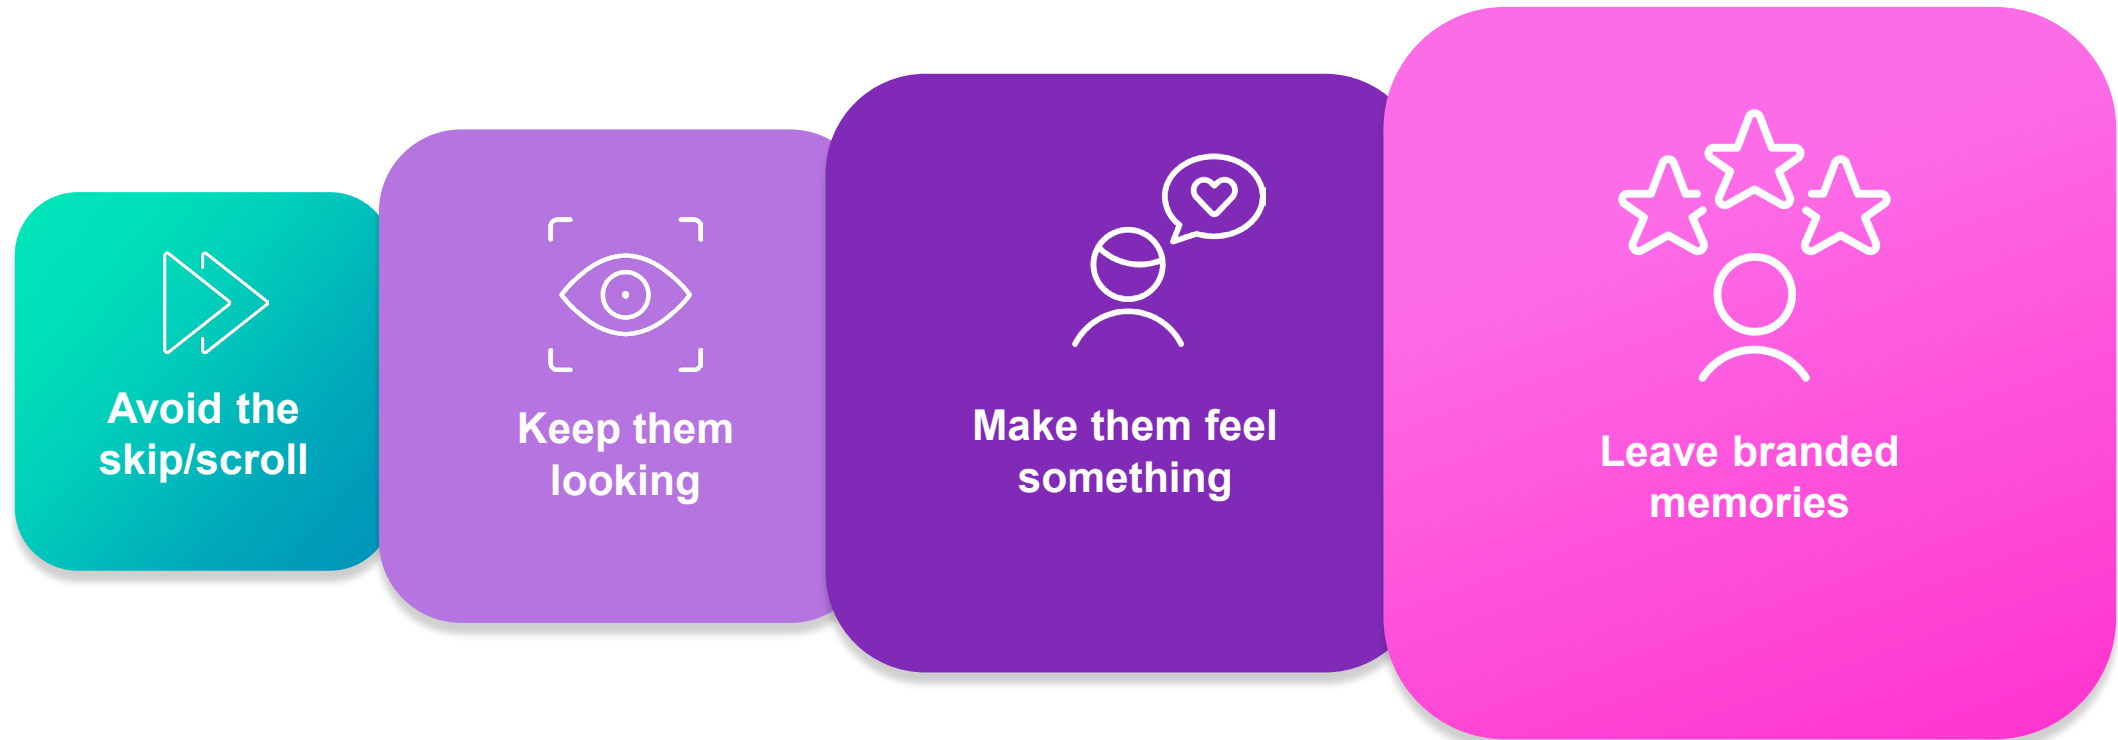 Avoid the
skip/scroll
Keep them
looking
Make them feel
something
Leave branded
memories